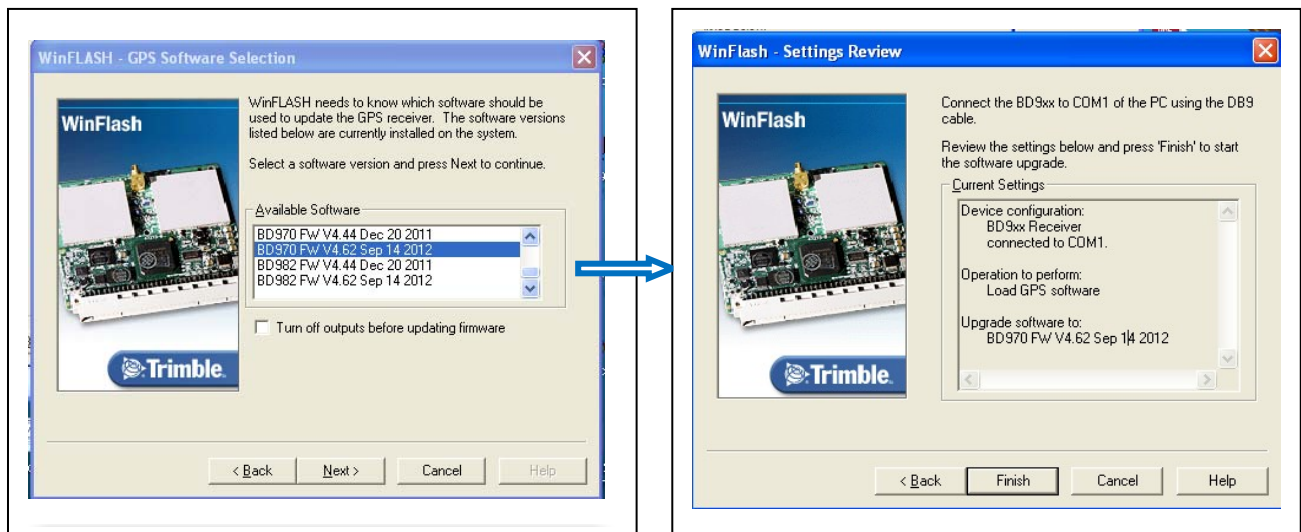 WinFLASH - GPS Software Selection
WinFlash
Trimble.
WinFLASH needs to know which software should be
used to update the GPS receiver. The software versions
listed below are currently installed on the system.
Select a software version and press Next to continue.
Available Software
BD970 FW V4.44 Dec 20 2011
BD970 FW V4.62 Sep 14 2012
BD982 FW V4.44 Dec 20 2011
BD982 FW V4.62 Sep 14 2012
Turn off outputs before updating firmware
< Back
Next >
Cancel
Help
WinFlash - Settings Review
WinFlash
Trimble.
Connect the BD9xx to COM1 of the PC using the DB9
cable.
Review the settings below and press 'Finish' to start
the software upgrade.
Current Settings
Device configuration:
BD9xx Receiver
connected to COM1.
Operation to perform:
Load GPS software
Upgrade software to:
BD970 FW V4.62 Sep 14 2012
< Back
Finish
Cancel
Help